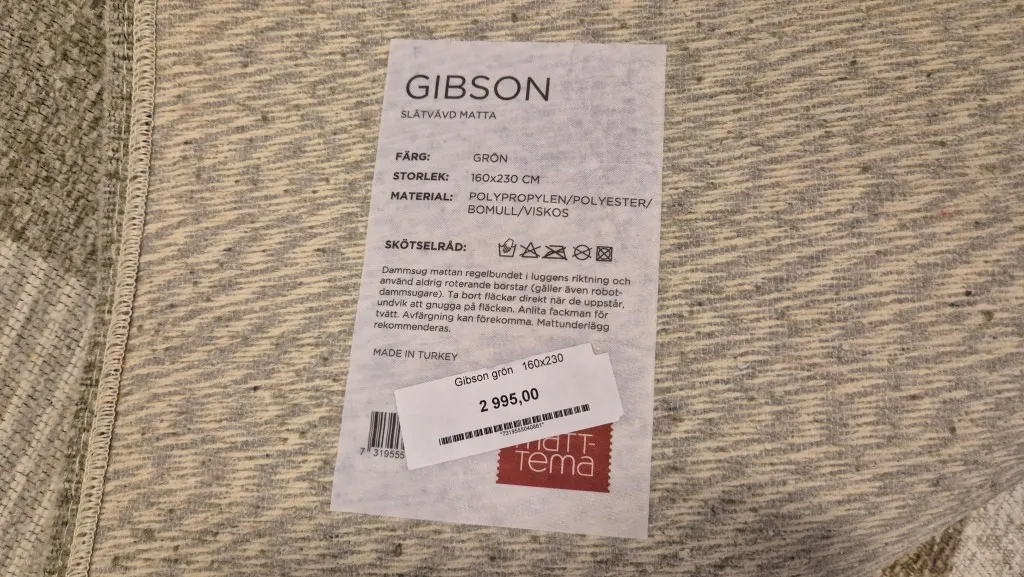 GIBSON
SLÄTVÄVD MATTA
FÄRG: GRÖN
STORLEK: 160x230 CM
MATERIAL: POLYPROPYLEN/POLYESTER/
BOMULL/VISKOS
SKÖTSELRÅD:
Dammsug mattan regelbundet i luggens riktning och
använd aldrig roterande borstar (gäller även robot-
dammsugare). Ta bort fläckar direkt när de uppstår,
undvik att gnugga på fläcken. Anlita fackman för
tvätt. Avfärgning kan förekomma. Mattunderlägg
rekommenderas.
MADE IN TURKEY
Gibson grön 160x230
2 995,00
*7319555040661*
7 319555
matt-
tema